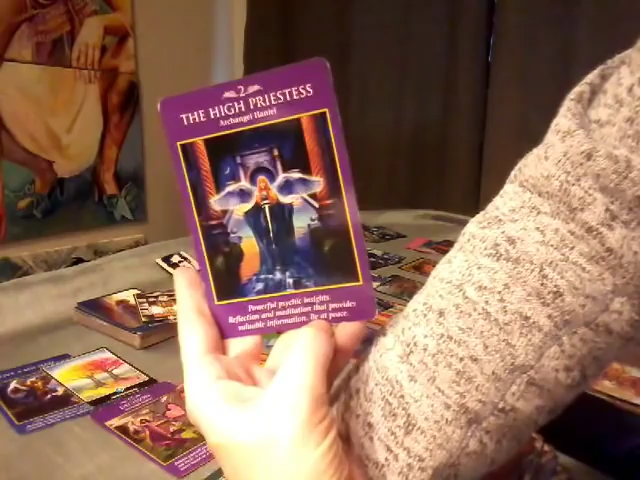 2
THE HIGH PRIESTESS
Archangel Haniel
Powerful psychic insights.
Reflection and meditation that provides
valuable information. Be at peace.